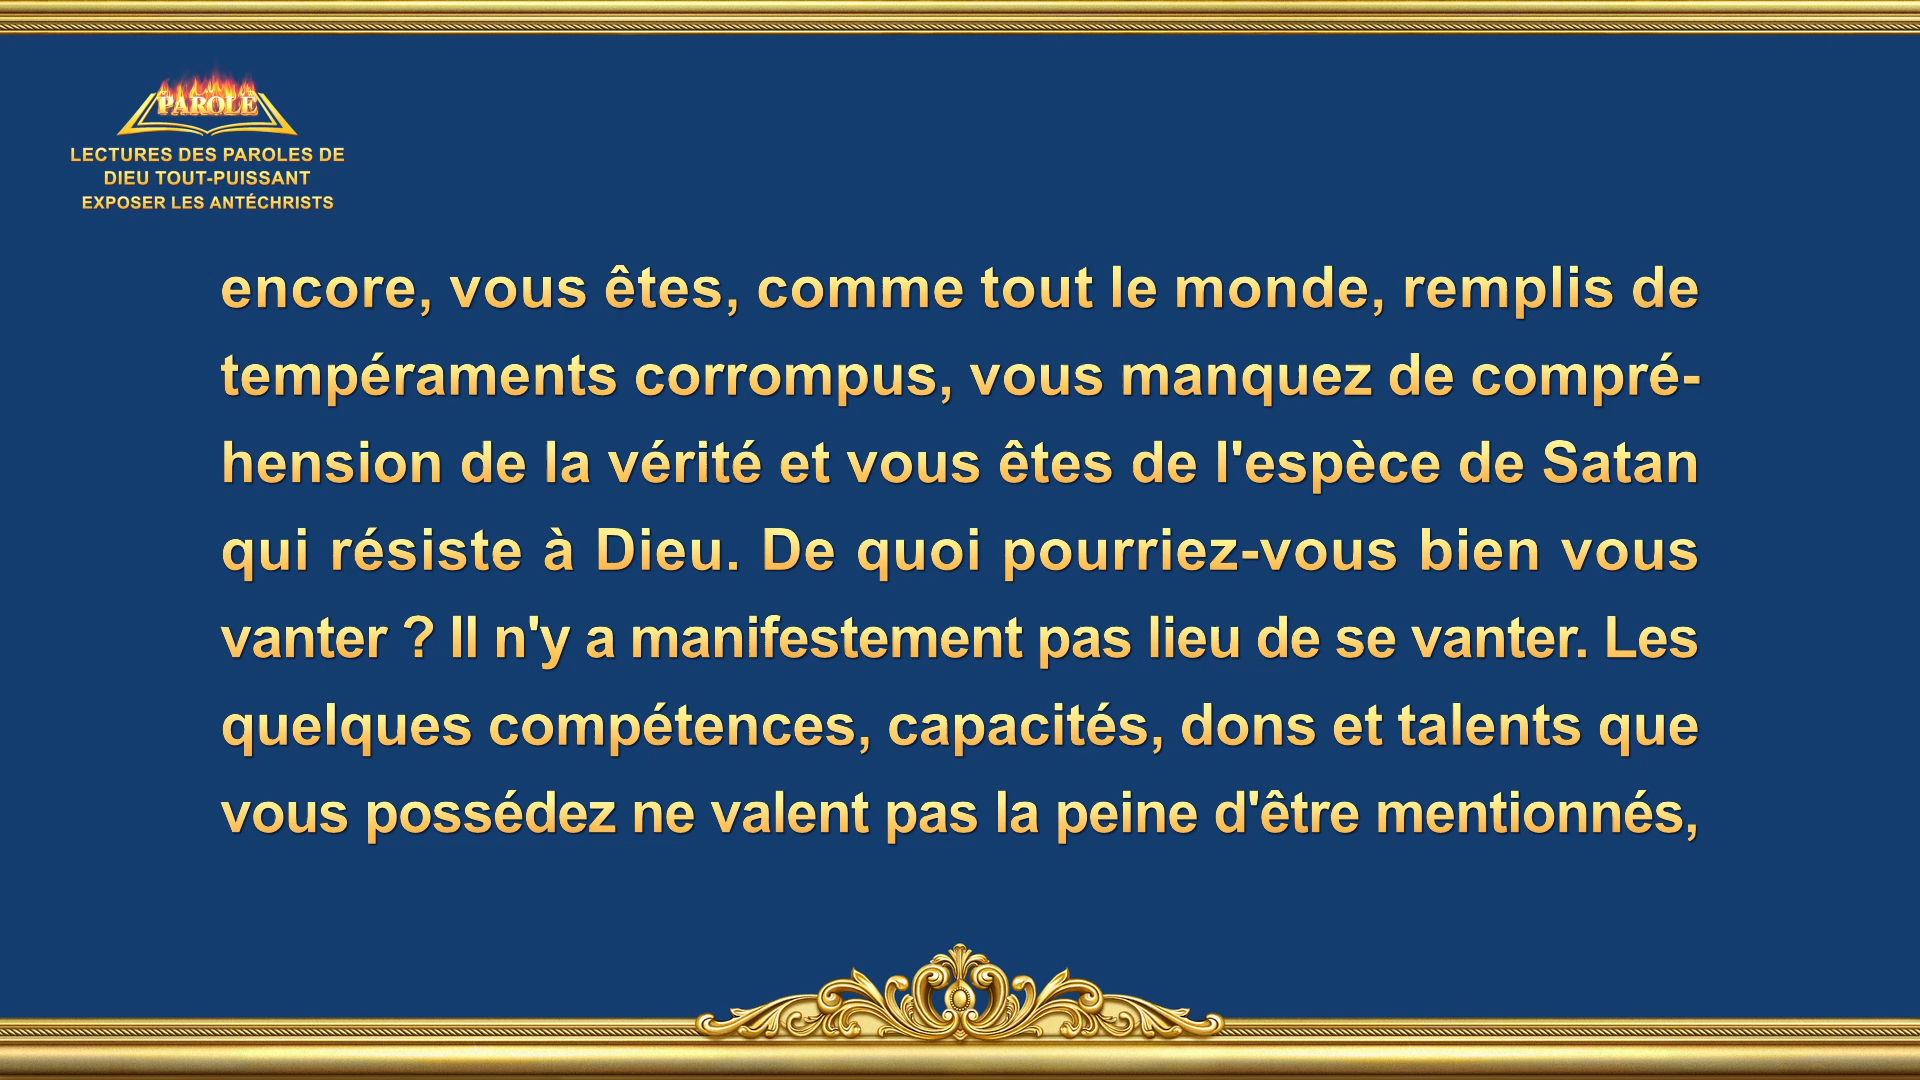 PAROLE
LECTURES DES PAROLES DE
DIEU TOUT-PUISSANT
EXPOSER LES ANTÉCHRISTS
encore, vous êtes, comme tout le monde, remplis de
tempéraments corrompus, vous manquez de compré-
hension de la vérité et vous êtes de l'espèce de Satan
qui résiste à Dieu. De quoi pourriez-vous bien vous
vanter ? Il n'y a manifestement pas lieu de se vanter. Les
quelques compétences, capacités, dons et talents que
vous possédez ne valent pas la peine d'être mentionnés,